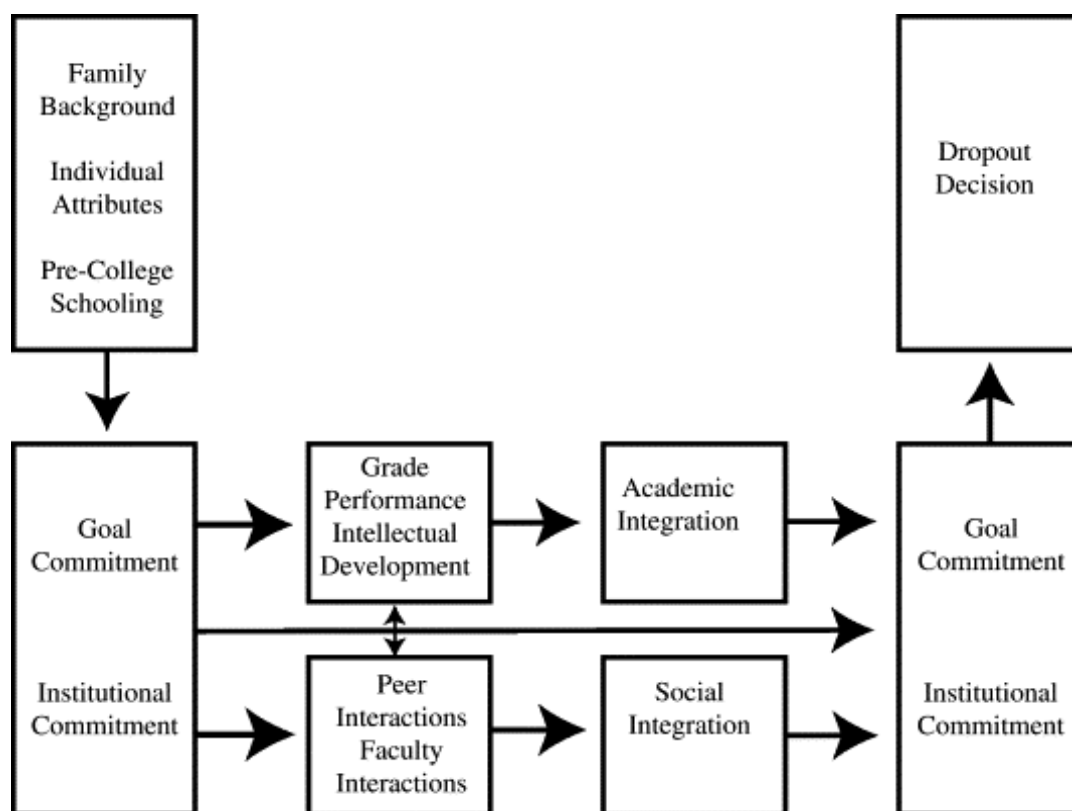 Family
Background
Individual
Attributes
Pre-College
Schooling
Dropout
Decision
Goal
Commitment
Institutional
Commitment
Grade
Performance
Intellectual
Development
Peer
Interactions
Faculty
Interactions
Academic
Integration
Social
Integration
Goal
Commitment
Institutional
Commitment